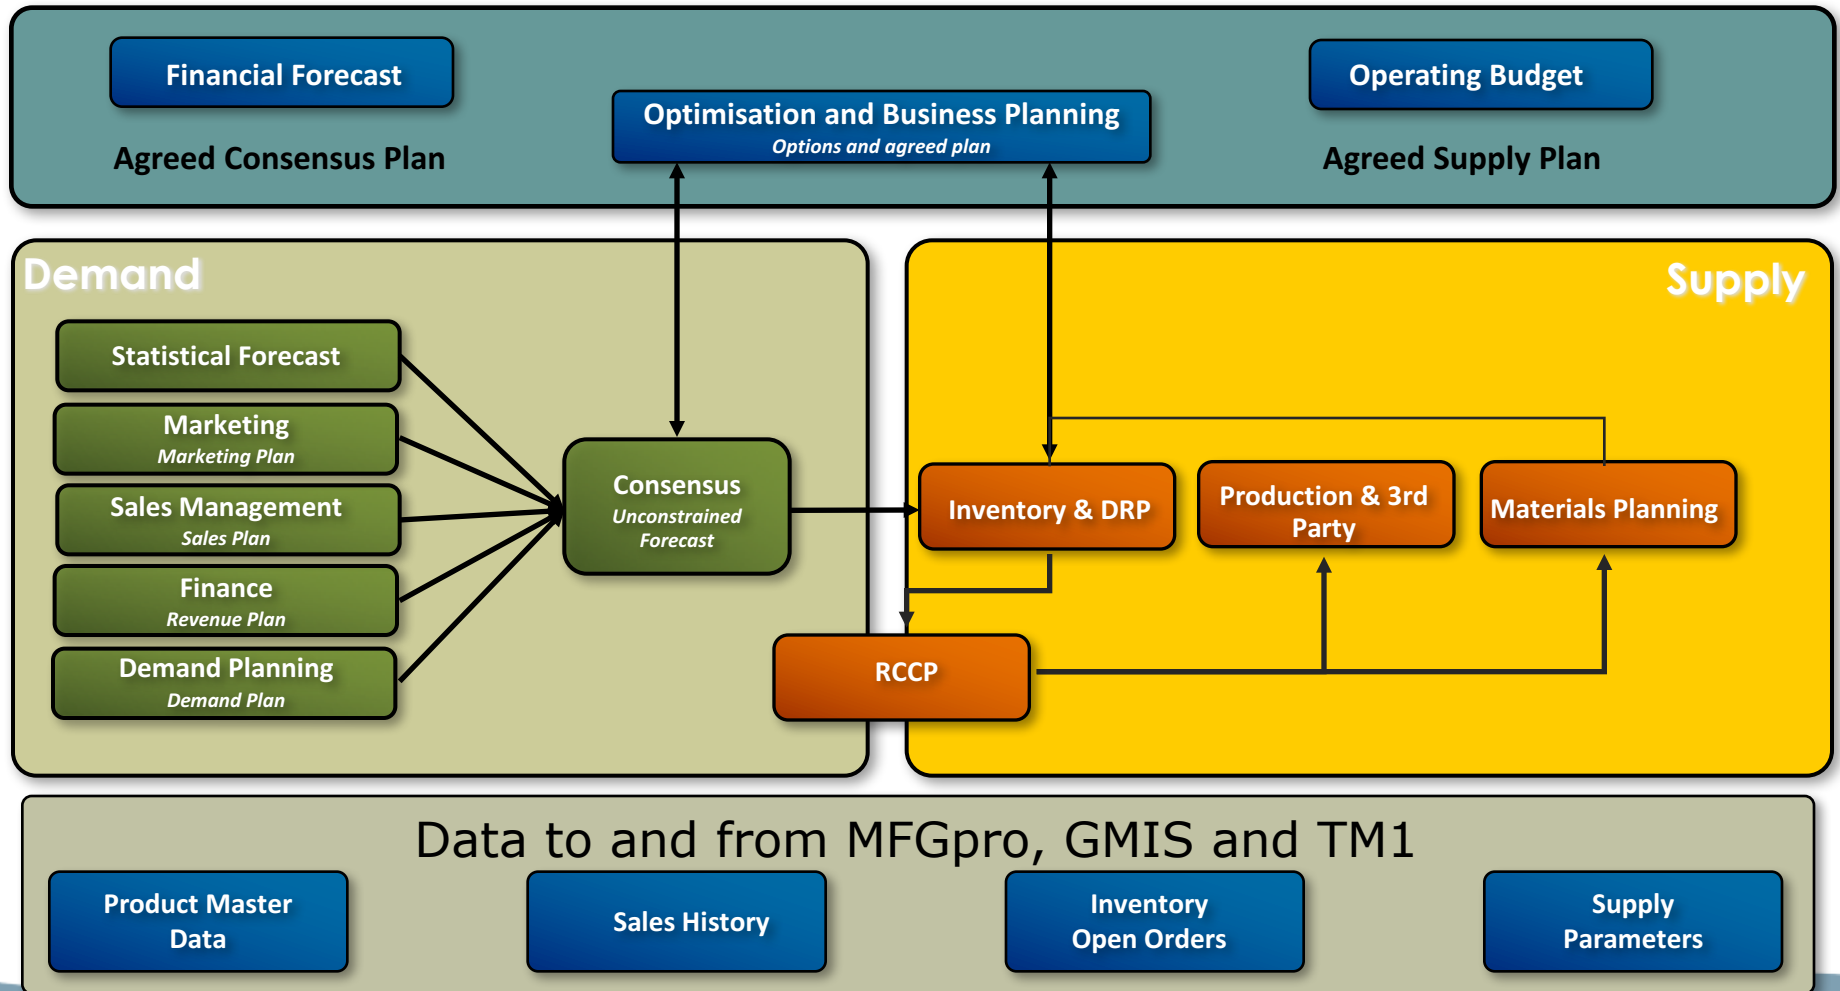 Financial Forecast
Operating Budget
Optimisation and Business Planning
Options and agreed plan
Agreed Consensus Plan
Agreed Supply Plan
Demand
Supply
Statistical Forecast
Marketing
Marketing Plan
Sales Management
Sales Plan
Finance
Revenue Plan
Demand Planning
Demand Plan
Consensus
Unconstrained
Forecast
Inventory & DRP
Production & 3rd
Party
Materials Planning
RCCP
Data to and from MFGpro, GMIS and TM1
Product Master
Data
Sales History
Inventory
Open Orders
Supply
Parameters